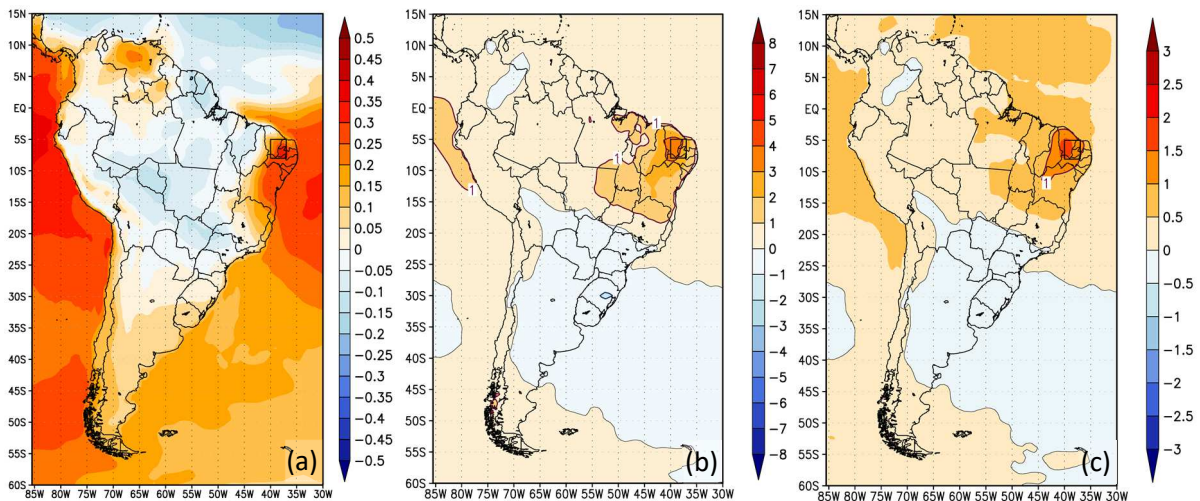 15N
10N
5N
EQ
5S
10S
15S
20S
25S
30S
35S
40S
45S
50S
55S
60S
85W 80W 75W 70W 65W 60W 55W 50W 45W 40W 35W 30W
(a)
0.5
0.45
0.4
0.35
0.3
0.25
0.2
0.15
0.1
0.05
0
−0.05
−0.1
−0.15
−0.2
−0.25
−0.3
−0.35
−0.4
−0.45
−0.5
15N
10N
5N
EQ
5S
10S
15S
20S
25S
30S
35S
40S
45S
50S
55S
60S
85W 80W 75W 70W 65W 60W 55W 50W 45W 40W 35W 30W
1
1
1
1
(b)
8
7
6
5
4
3
2
1
0
−1
−2
−3
−4
−5
−6
−7
−8
15N
10N
5N
EQ
5S
10S
15S
20S
25S
30S
35S
40S
45S
50S
55S
60S
85W 80W 75W 70W 65W 60W 55W 50W 45W 40W 35W 30W
1
(c)
3
2.5
2
1.5
1
0.5
0
−0.5
−1
−1.5
−2
−2.5
−3